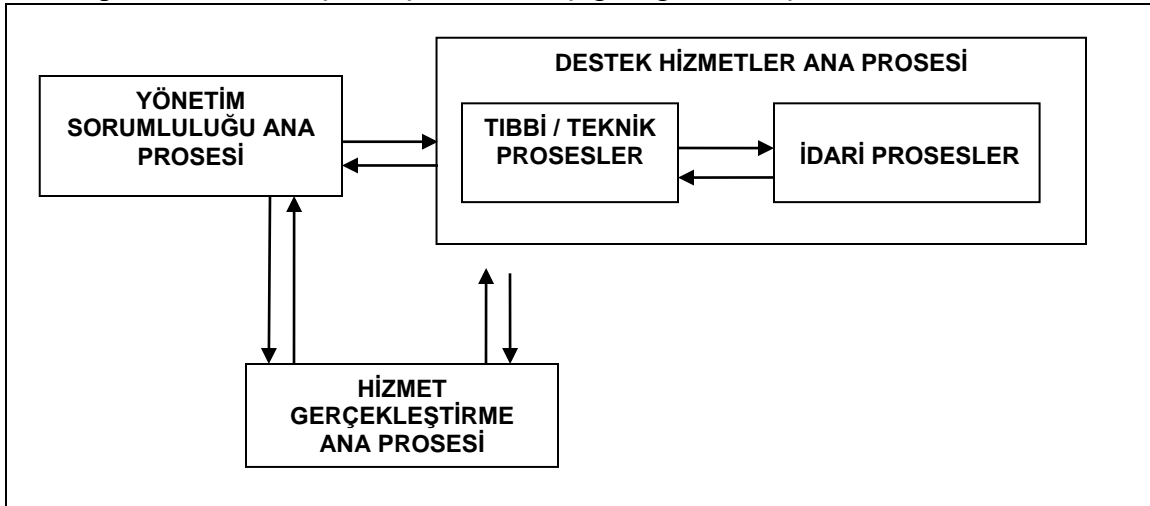 YÖNETİM
SORUMLULUĞU ANA
PROSESİ
DESTEK HİZMETLER ANA PROSESİ
TIBBİ / TEKNİK
PROSESLER
İDARİ PROSESLER
HİZMET
GERÇEKLEŞTİRME
ANA PROSESİ